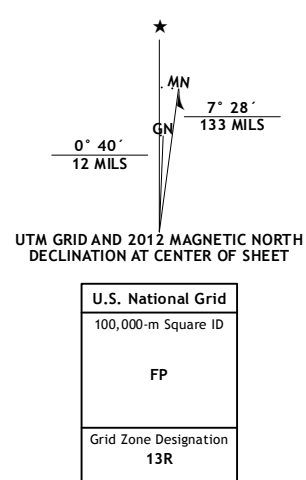 ★
MN
7° 28´
133 MILS
GN
0° 40´
12 MILS
UTM GRID AND 2012 MAGNETIC NORTH
DECLINATION AT CENTER OF SHEET
U.S. National Grid
100,000-m Square ID
FP
Grid Zone Designation
13R